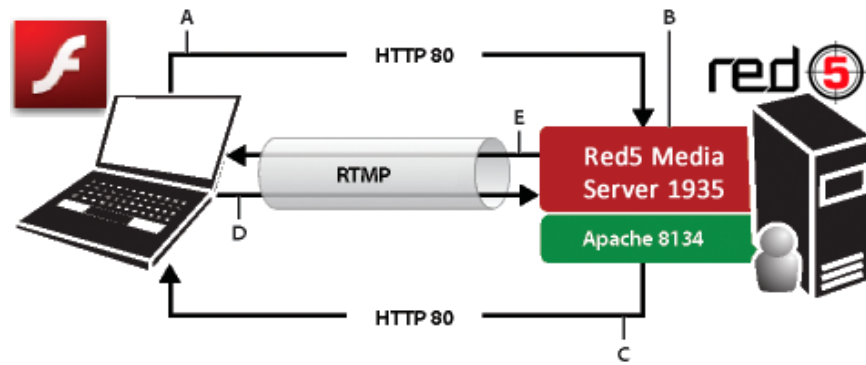 A
B
HTTP 80
red5
f
E
RTMP
Red5 Media
Server 1935
D
Apache 8134
HTTP 80
C